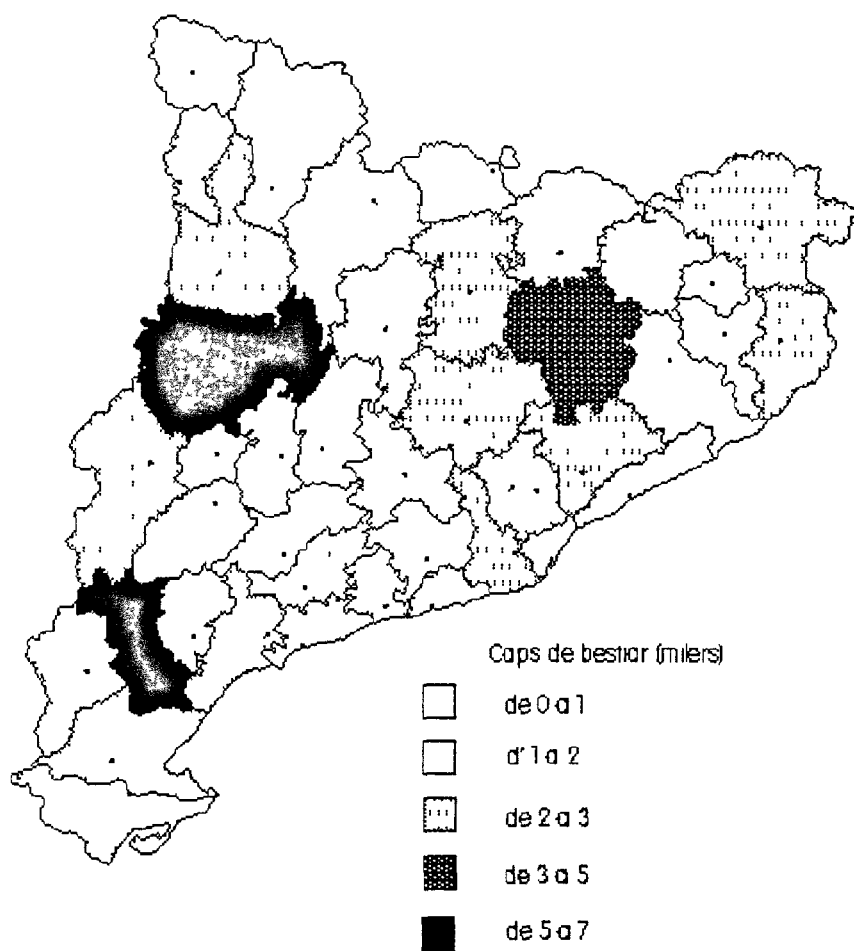 Caps de bestiar (milers)
de 0 a 1
d'1 a 2
de 2 a 3
de 3 a 5
de 5 a 7